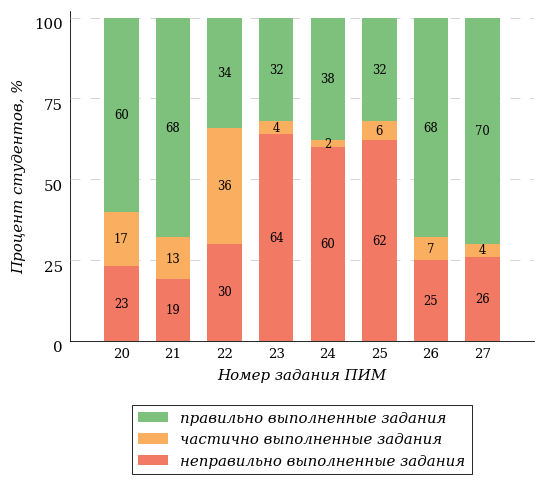 Процент студентов, %
100
75
50
25
0
60 68 34 32 38 32 68 70
17 13 36 4 2 6 7 4
23 19 30 64 60 62 25 26
20 21 22 23 24 25 26 27
Номер задания ПИМ
правильно выполненные задания
частично выполненные задания
неправильно выполненные задания